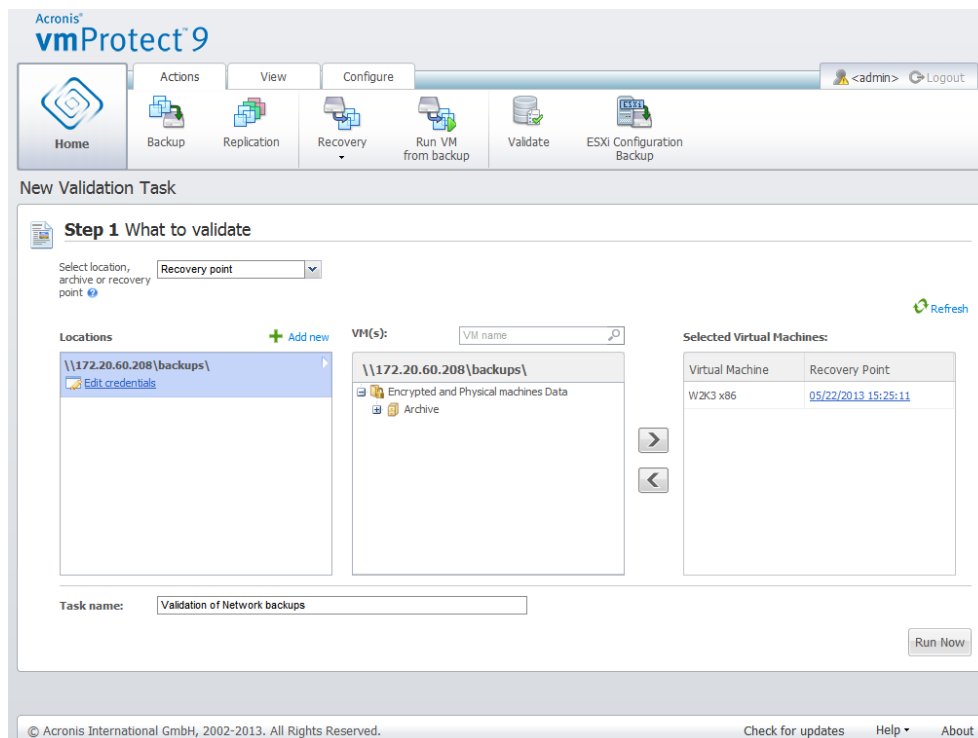 Acronis®
vmProtect™ 9
Actions
View
Configure
<admin>
Logout
Home
Backup
Replication
Recovery
Run VM
from backup
Validate
ESXi
ESXi Configuration
Backup
New Validation Task
Step 1 What to validate
Select location,
archive or recovery
point
Recovery point
Refresh
Locations
Add new
VM(s):
VM name
Selected Virtual Machines:
\\172.20.60.208\backups\
Edit credentials
\\172.20.60.208\backups\
Encrypted and Physical machines Data
Archive
Virtual Machine
Recovery Point
W2K3 x86
05/22/2013 15:25:11
Task name:
Validation of Network backups
Run Now
© Acronis International GmbH, 2002-2013. All Rights Reserved.
Check for updates
Help
About